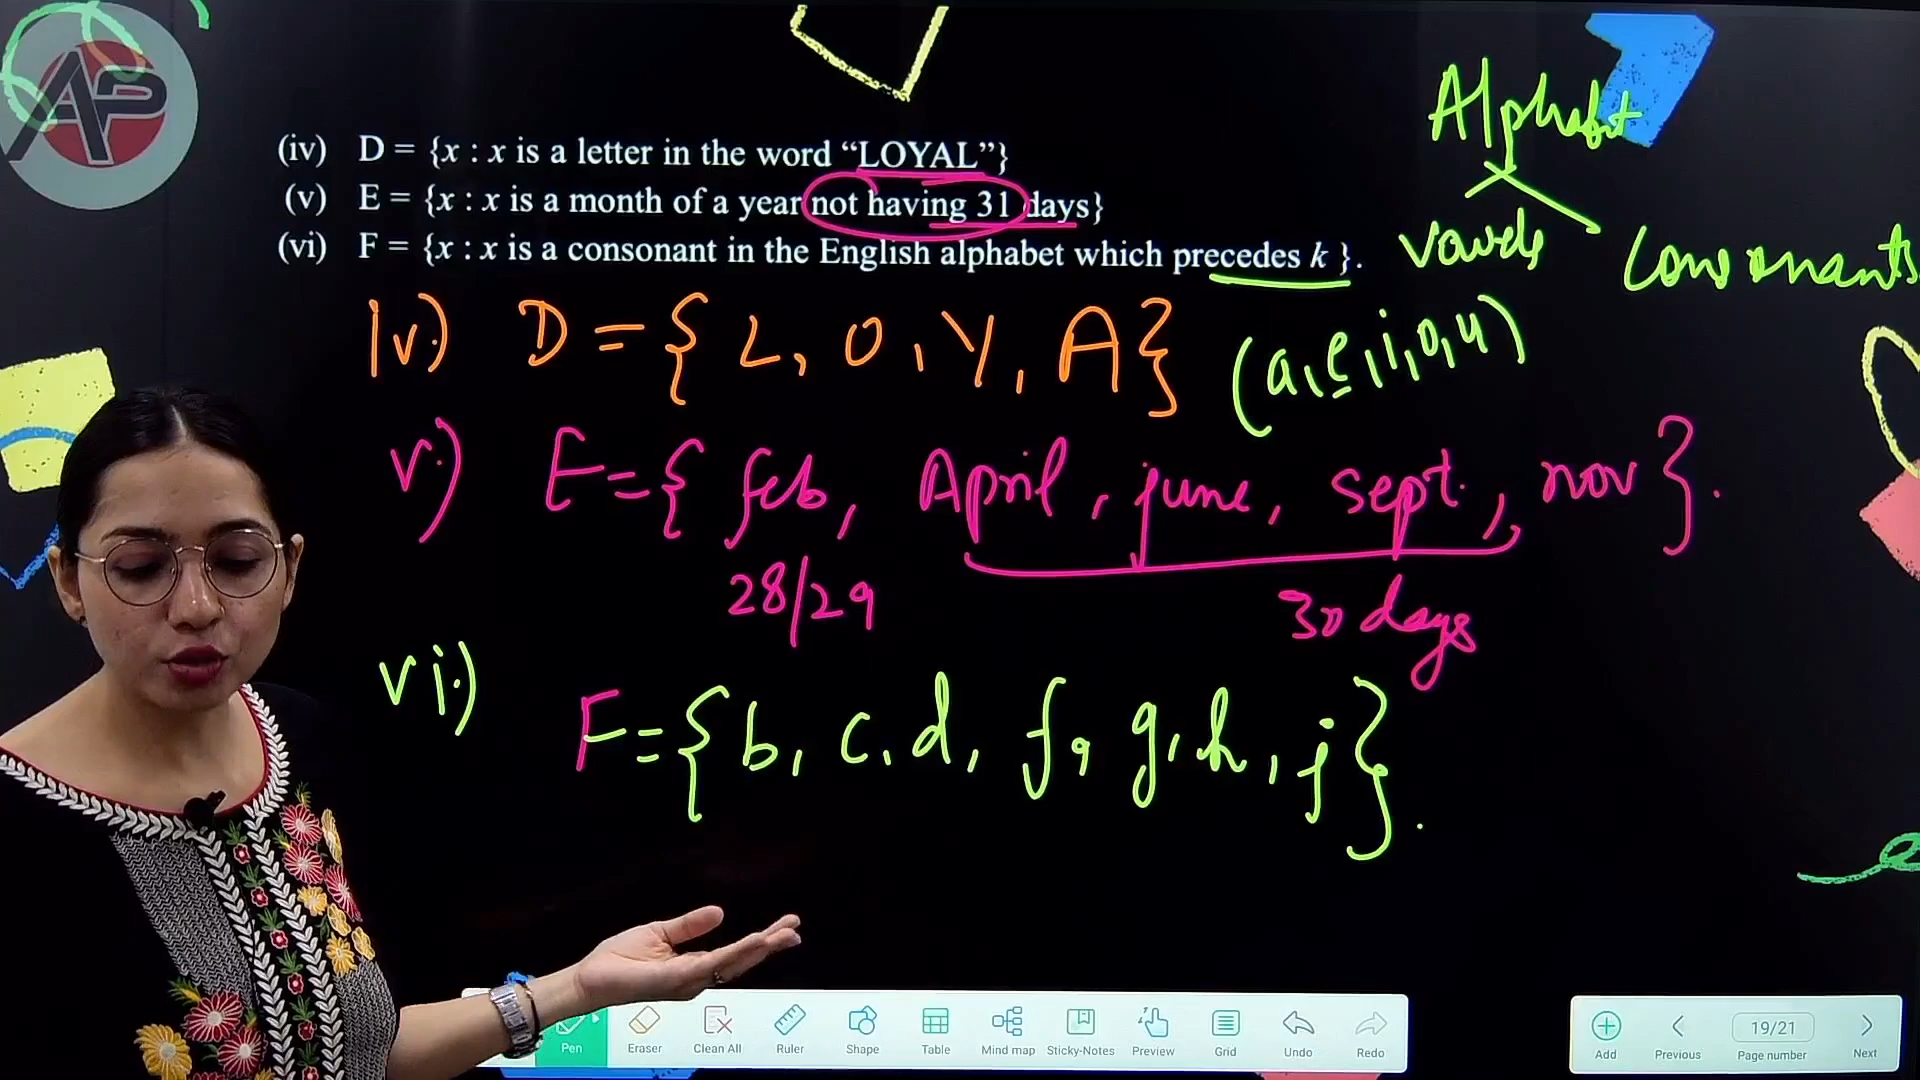 AP
(iv) D = {x : x is a letter in the word “LOYAL”}
(v) E = {x : x is a month of a year not having 31 days}
(vi) F = {x : x is a consonant in the English alphabet which precedes k }.
Alphabet
vowels consonants
(a, e, i, o, u)
iv.) D = { L, O, Y, A }
v.) E = { feb, April, june, sept., nov }.
28/29
30 days
vi.) F = { b, c, d, f, g, h, j }.
Pen Eraser Clean All Ruler Shape Table Mind map Sticky-Notes Preview Grid Undo Redo
Add Previous 19/21 Page number Next